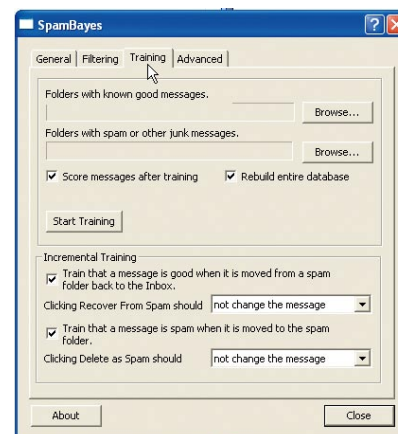 SpamBayes
General Filtering Training Advanced
Folders with known good messages.
Browse...
Folders with spam or other junk messages.
Browse...
Score messages after training Rebuild entire database
Start Training
Incremental Training
Train that a message is good when it is moved from a spam
folder back to the Inbox.
Clicking Recover From Spam should not change the message
Train that a message is spam when it is moved to the spam
folder.
Clicking Delete as Spam should not change the message
About Close